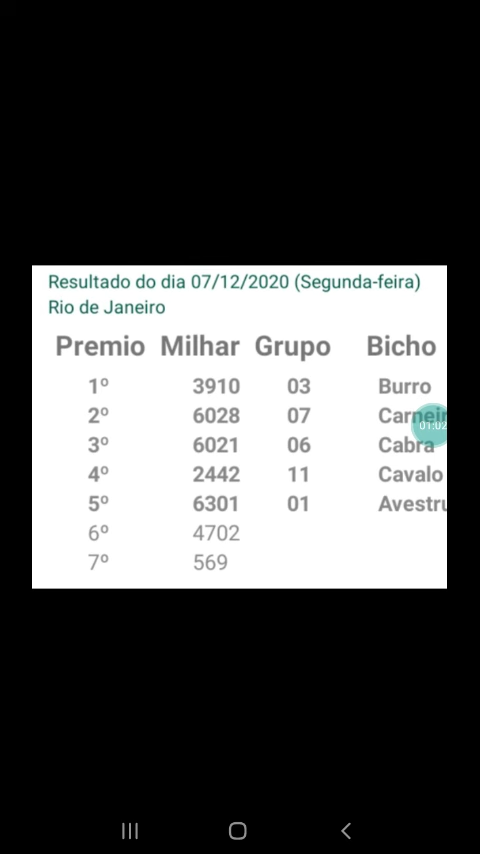 Resultado do dia 07/12/2020 (Segunda-feira)
Rio de Janeiro
Premio Milhar Grupo Bicho
1º 3910 03 Burro
2º 6028 07 Carneir
3º 6021 06 Cabra
4º 2442 11 Cavalo
5º 6301 01 Avestru
6º 4702
7º 569
01:02